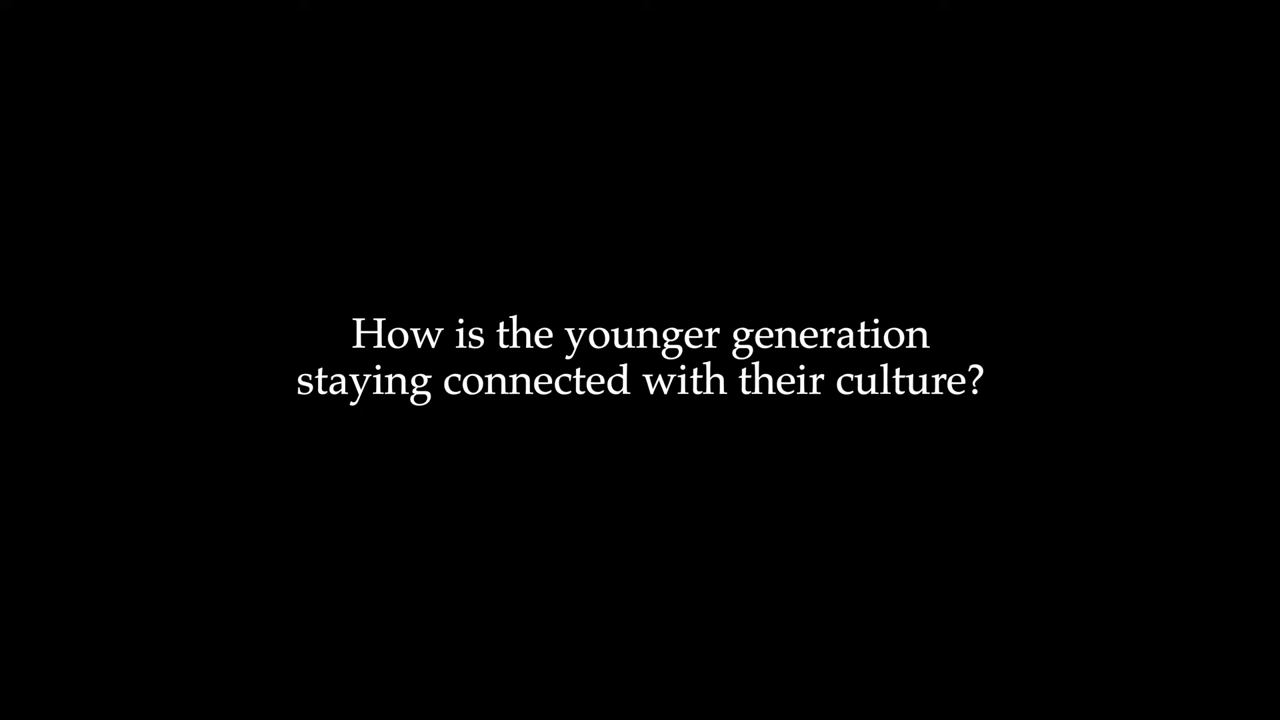 How is the younger generation
staying connected with their culture?